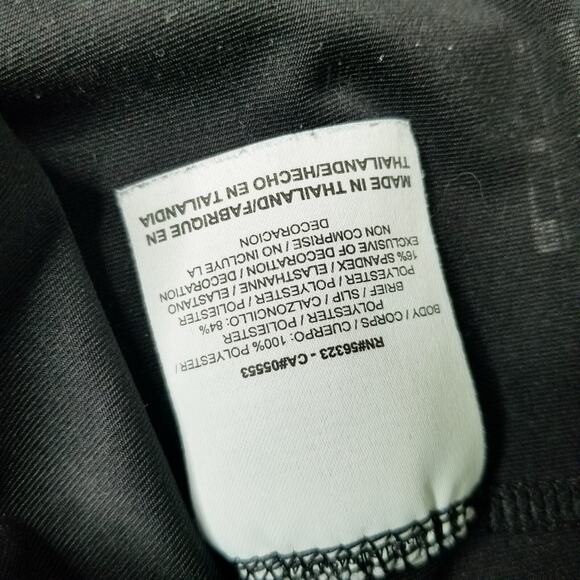 RN#56323 - CA#05553
BODY / CORPS / CUERPO: 100% POLYESTER/
POLYESTER / POLIESTER
BRIEF / SLIP / CALZONCILLO: 84%
POLYESTER / POLYESTER / POLIESTER
16% SPANDEX / ELASTHANNE / ELASTANO
EXCLUSIVE OF DECORATION / DECORATION
NON COMPRISE / NO INCLUYE LA
DECORACION
MADE IN THAILAND/FABRIQUE EN
THAILANDE/HECHO EN TAILANDIA